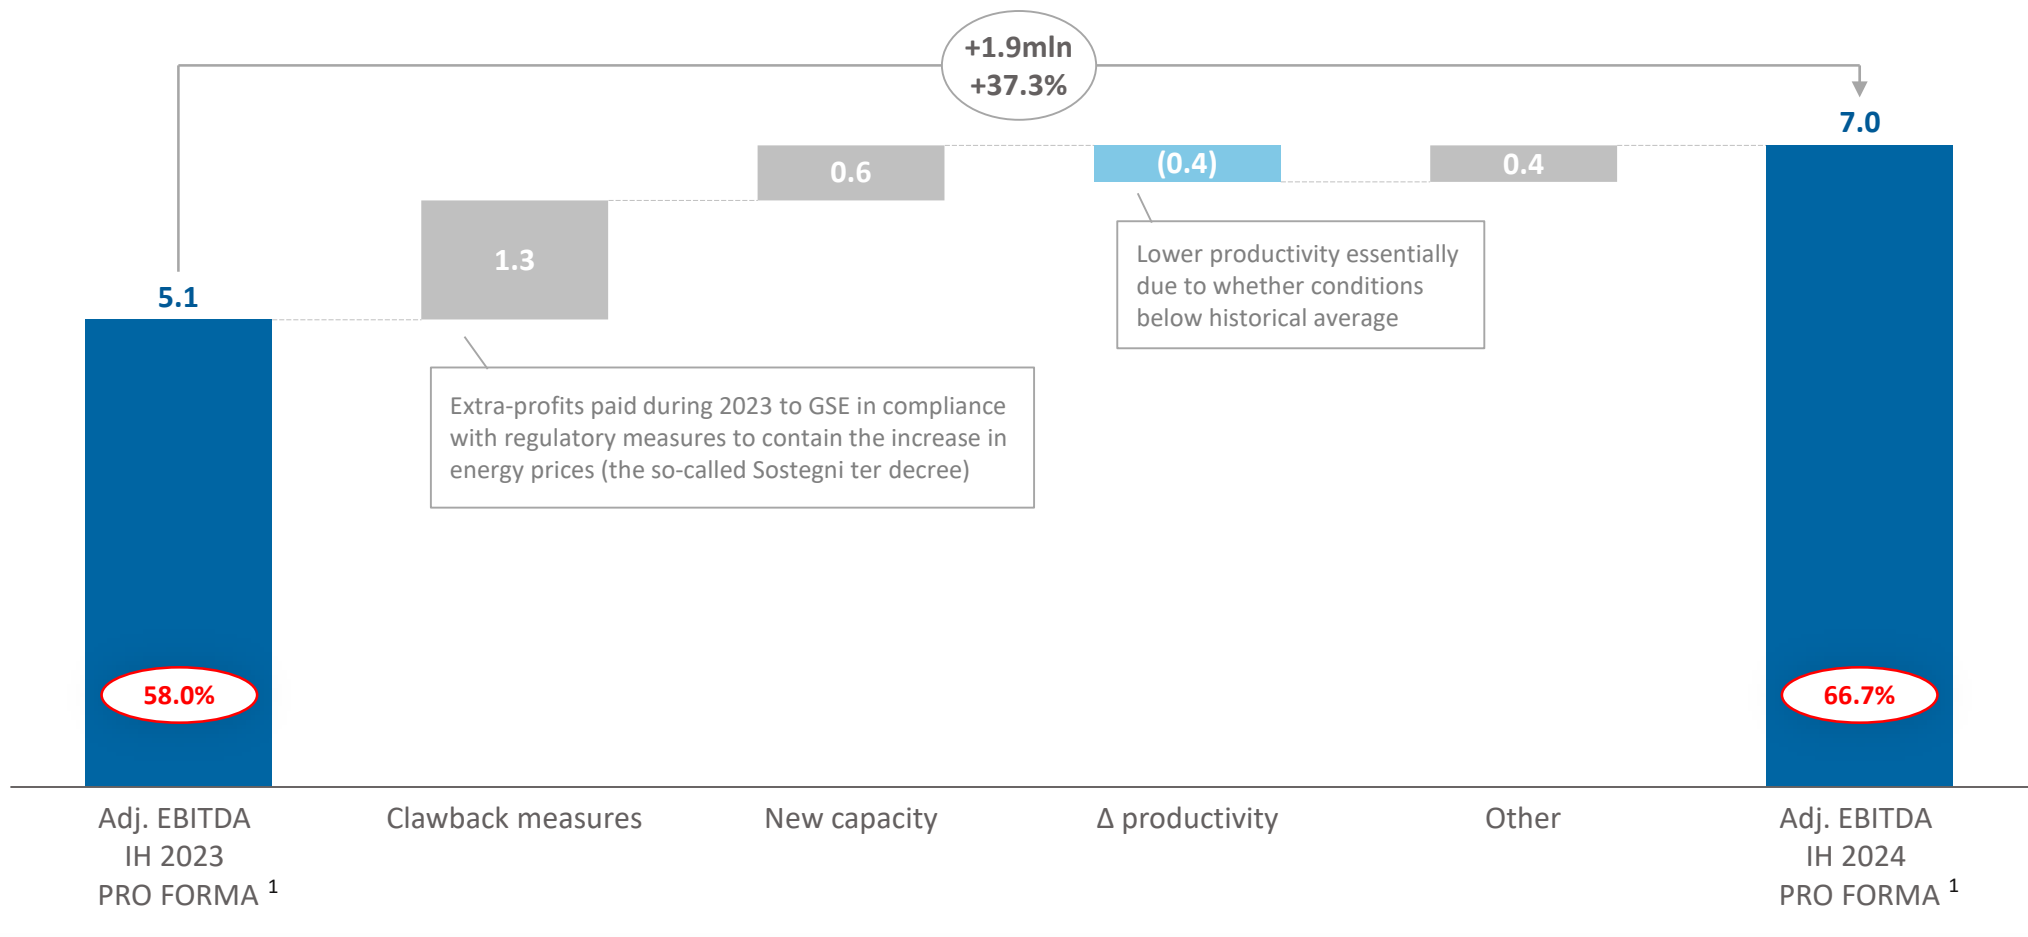 +1.9mln
+37.3%
7.0
0.6
(0.4)
0.4
1.3
5.1
Lower productivity essentially
due to whether conditions
below historical average
Extra-profits paid during 2023 to GSE in compliance
with regulatory measures to contain the increase in
energy prices (the so-called Sostegni ter decree)
58.0%
66.7%
Adj. EBITDA
IH 2023
PRO FORMA 1
Clawback measures
New capacity
Δ productivity
Other
Adj. EBITDA
IH 2024
PRO FORMA 1